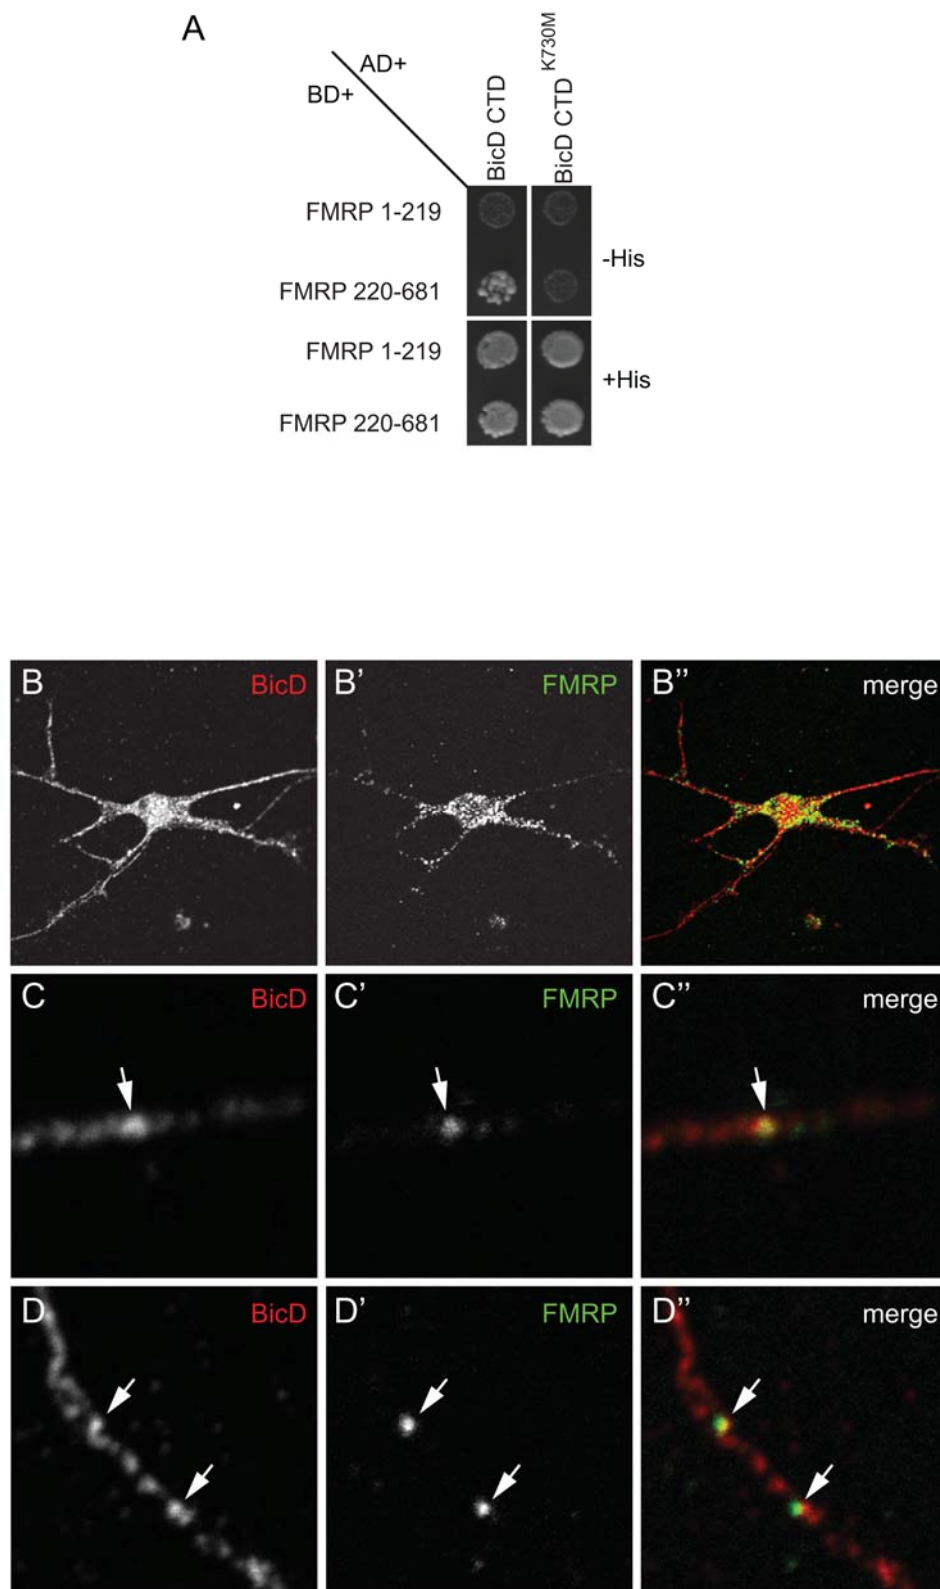 A
AD+
BD+
BicD CTD
BicD CTD K730M
FMRP 1-219
FMRP 220-681
-His
FMRP 1-219
FMRP 220-681
+His
B BicD
B' FMRP
B" merge
C BicD
C' FMRP
C" merge
D BicD
D' FMRP
D" merge